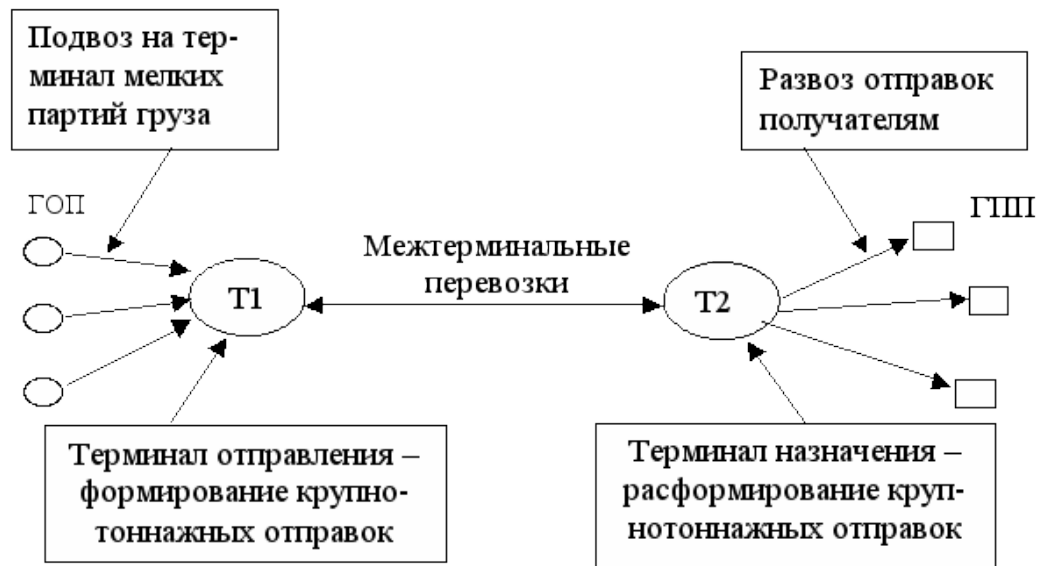 Подвоз на тер-
минал мелких
партий груза
Развоз отправок
получателям
ГОП
ГПП
Межтерминальные
перевозки
Т1
Т2
Терминал отправления –
формирование крупно-
тоннажных отправок
Терминал назначения –
расформирование круп-
нотоннажных отправок